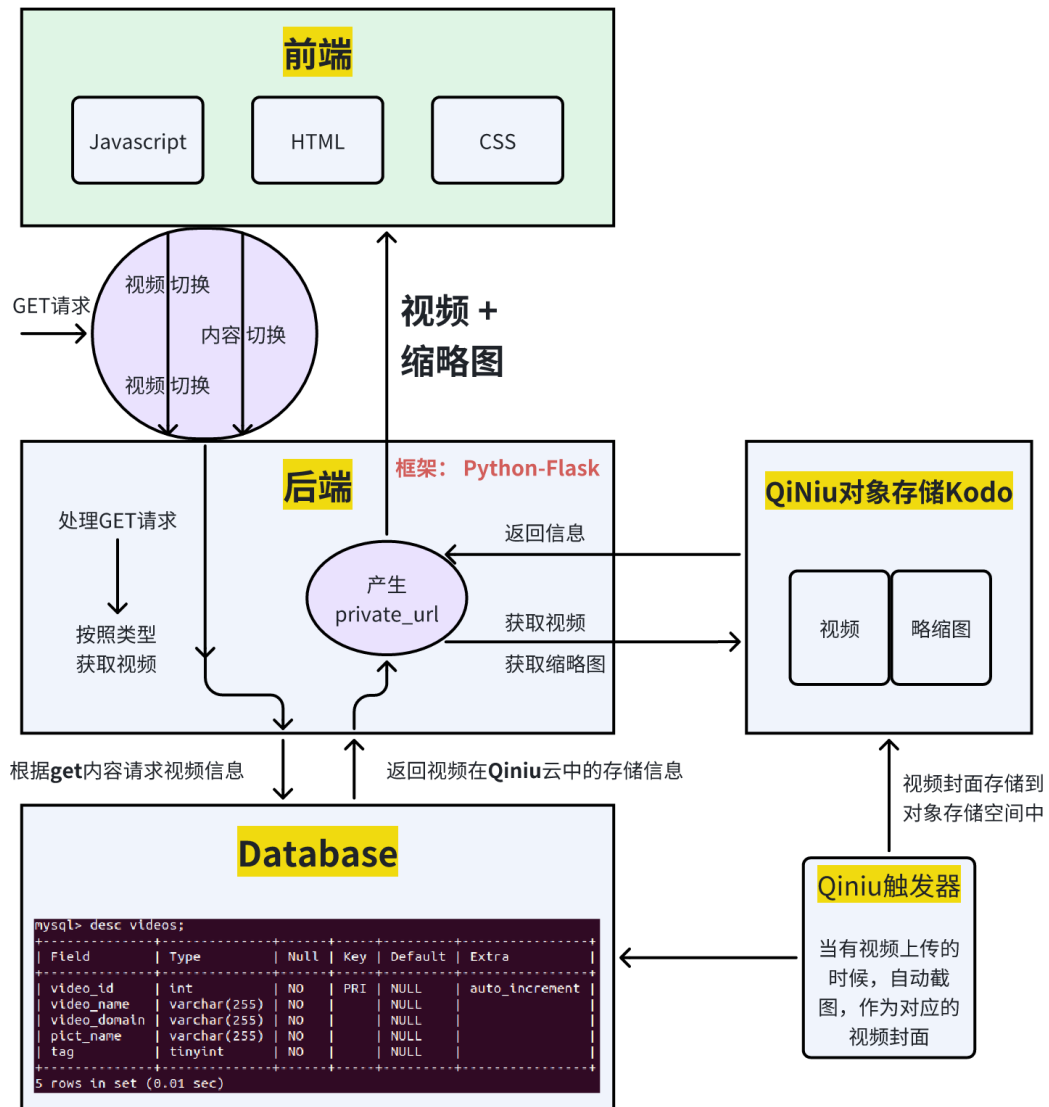 前端
Javascript
HTML
CSS
GET请求
视频 切换
内容 切换
视频 切换
视频 +
缩略图
后端
框架： Python-Flask
处理GET请求
按照类型
获取视频
产生
private_url
返回信息
获取视频
获取缩略图
QiNiu对象存储Kodo
视频
略缩图
根据get内容请求视频信息
返回视频在Qiniu云中的存储信息
视频封面存储到
对象存储空间中
Database
mysql> desc videos;
+--------------+--------------+------+-----+---------+----------------+
| Field | Type | Null | Key | Default | Extra |
+--------------+--------------+------+-----+---------+----------------+
| video_id | int | NO | PRI | NULL | auto_increment |
| video_name | varchar(255) | NO | | NULL | |
| video_domain | varchar(255) | NO | | NULL | |
| pict_name | varchar(255) | NO | | NULL | |
| tag | tinyint | NO | | NULL | |
+--------------+--------------+------+-----+---------+----------------+
5 rows in set (0.01 sec)
Qiniu触发器
当有视频上传的
时候，自动截
图，作为对应的
视频封面